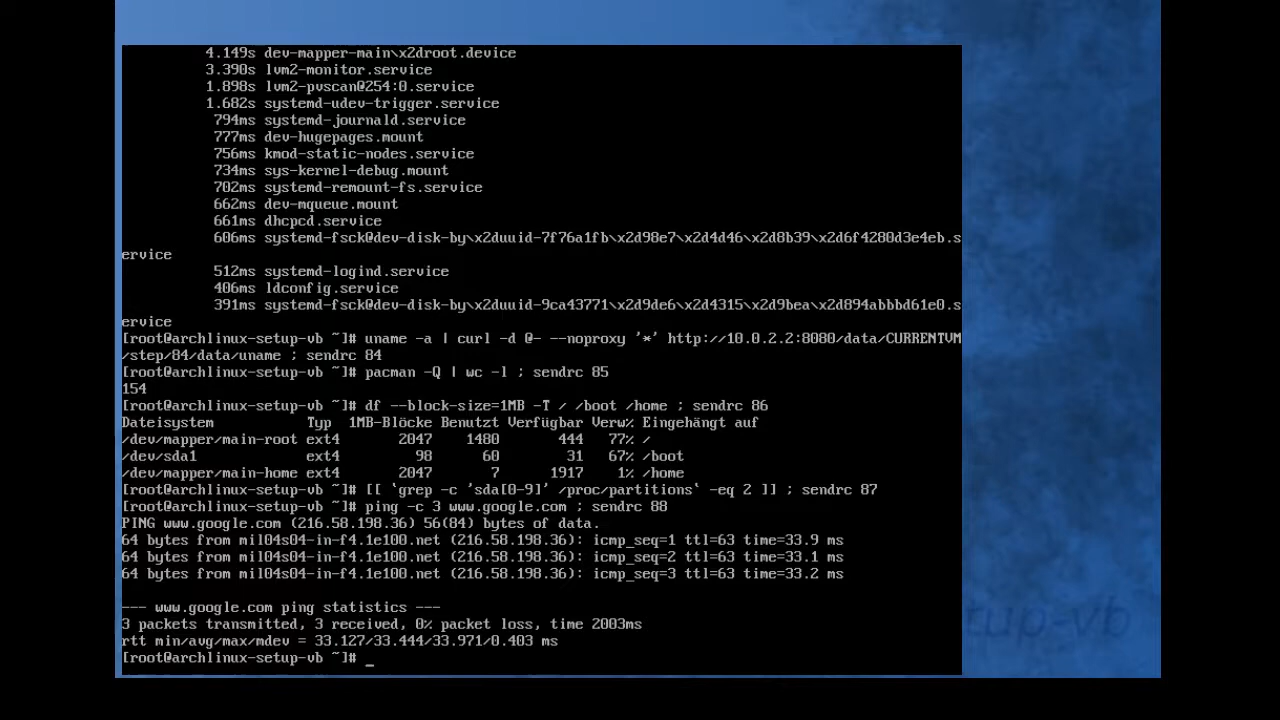 4.149s dev-mapper-main\x2droot.device
3.390s lvm2-monitor.service
1.898s lvm2-pvscan@254:0.service
1.682s systemd-udev-trigger.service
794ms systemd-journald.service
777ms dev-hugepages.mount
756ms kmod-static-nodes.service
734ms sys-kernel-debug.mount
702ms systemd-remount-fs.service
662ms dev-mqueue.mount
661ms dhcpcd.service
606ms systemd-fsck@dev-disk-by\x2duuid-7f76a1fb\x2d98e7\x2d4d46\x2d8b39\x2d6f4280d3e4eb.s
ervice
512ms systemd-logind.service
406ms ldconfig.service
391ms systemd-fsck@dev-disk-by\x2duuid-9ca43771\x2d9de6\x2d4315\x2d9bea\x2d894abbbd61e0.s
ervice
[root@archlinux-setup-vb ~]# uname -a | curl -d @- --noproxy '*' http://10.0.2.2:8080/data/CURRENTVM
/step/84/data/uname ; sendrc 84
[root@archlinux-setup-vb ~]# pacman -Q | wc -l ; sendrc 85
154
[root@archlinux-setup-vb ~]# df --block-size=1MB -T / /boot /home ; sendrc 86
Dateisystem Typ 1MB-Blöcke Benutzt Verfügbar Verw% Eingehängt auf
/dev/mapper/main-root ext4 2047 1480 444 77% /
/dev/sda1 ext4 98 60 31 67% /boot
/dev/mapper/main-home ext4 2047 7 1917 1% /home
[root@archlinux-setup-vb ~]# [[ `grep -c 'sda[0-9]' /proc/partitions` -eq 2 ]] ; sendrc 87
[root@archlinux-setup-vb ~]# ping -c 3 www.google.com ; sendrc 88
PING www.google.com (216.58.198.36) 56(84) bytes of data.
64 bytes from mil04s04-in-f4.1e100.net (216.58.198.36): icmp_seq=1 ttl=63 time=33.9 ms
64 bytes from mil04s04-in-f4.1e100.net (216.58.198.36): icmp_seq=2 ttl=63 time=33.1 ms
64 bytes from mil04s04-in-f4.1e100.net (216.58.198.36): icmp_seq=3 ttl=63 time=33.2 ms
--- www.google.com ping statistics ---
3 packets transmitted, 3 received, 0% packet loss, time 2003ms
rtt min/avg/max/mdev = 33.127/33.444/33.971/0.403 ms
[root@archlinux-setup-vb ~]# _
tup-vb